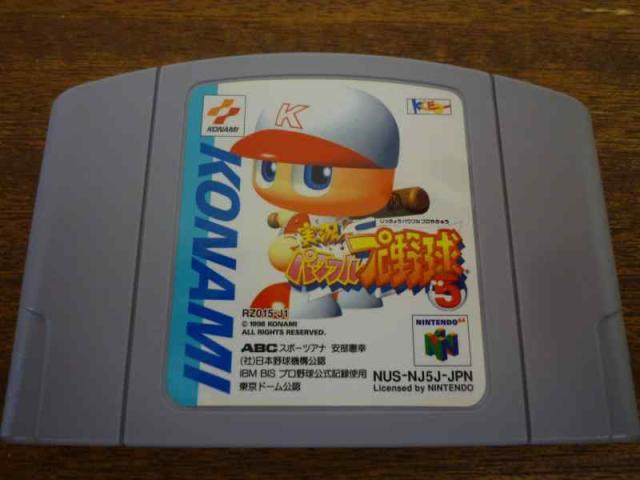 KONAMI
KCEO
K
KONAMI
じっきょうパワフルプロやきゅう
実況
パワフルプロ野球
5
RZ015-J1
© 1998 KONAMI
ALL RIGHTS RESERVED.
ABC スポーツアナ 安部憲幸
(社)日本野球機構公認
IBM BIS プロ野球公式記録使用
東京ドーム公認
NINTENDO 64
NUS-NJ5J-JPN
Licensed by NINTENDO